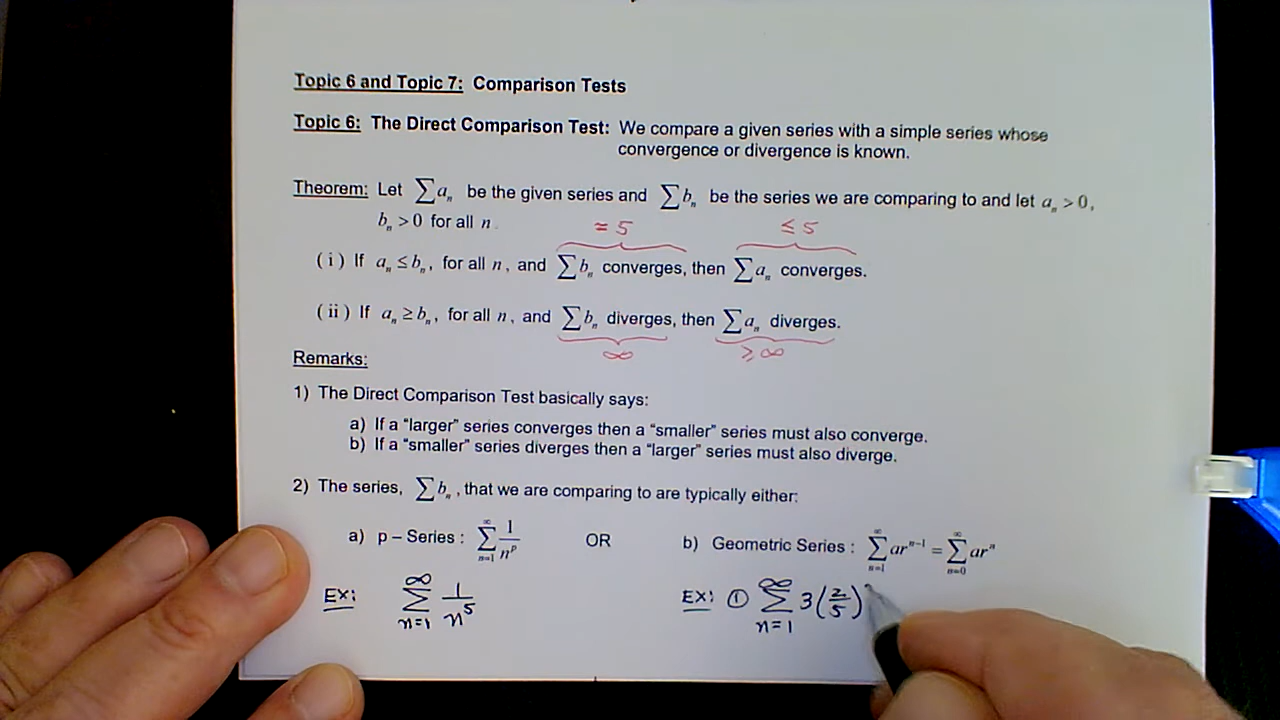 Topic 6 and Topic 7: Comparison Tests
Topic 6: The Direct Comparison Test: We compare a given series with a simple series whose
convergence or divergence is known.
Theorem: Let ∑aₙ be the given series and ∑bₙ be the series we are comparing to and let aₙ > 0,
bₙ > 0 for all n.
= 5 ≤ 5
(i) If aₙ ≤ bₙ, for all n, and ∑bₙ converges, then ∑aₙ converges.
(ii) If aₙ ≥ bₙ, for all n, and ∑bₙ diverges, then ∑aₙ diverges.
∞ ≥ ∞
Remarks:
1) The Direct Comparison Test basically says:
a) If a "larger" series converges then a "smaller" series must also converge.
b) If a "smaller" series diverges then a "larger" series must also diverge.
2) The series, ∑bₙ, that we are comparing to are typically either:
a) p – Series : ∑_{n=1}^{∞} 1/n^p OR b) Geometric Series : ∑_{n=1}^{∞} ar^{n-1} = ∑_{n=0}^{∞} ar^n
EX: ∑_{n=1}^{∞} 1/n^5 EX: ① ∑_{n=1}^{∞} 3(2/5)